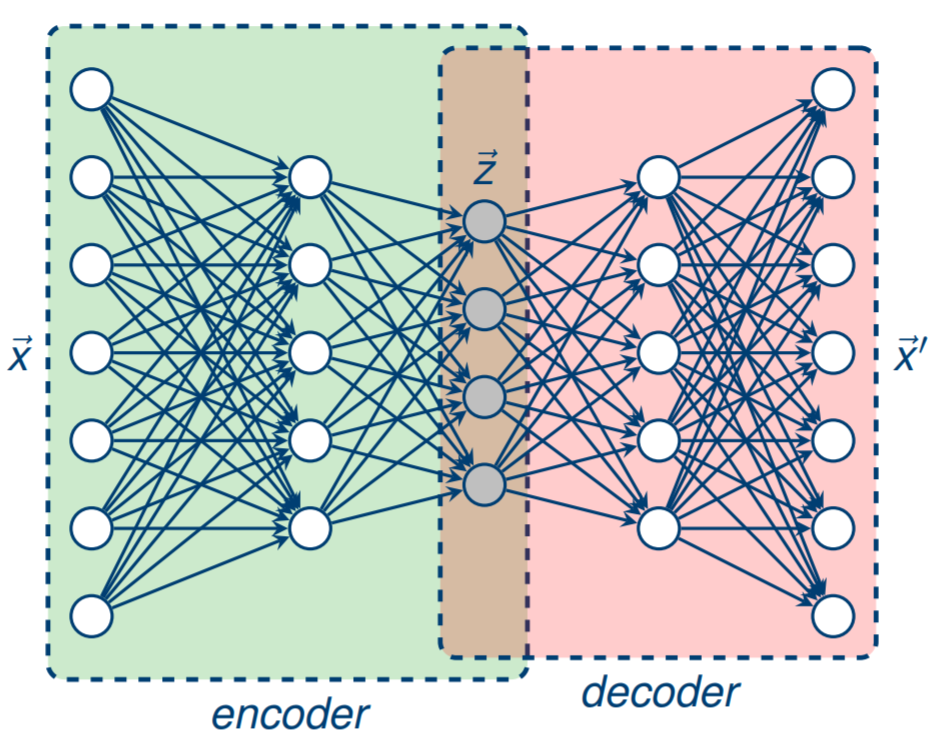 z⃗
x⃗
x⃗′
decoder
encoder